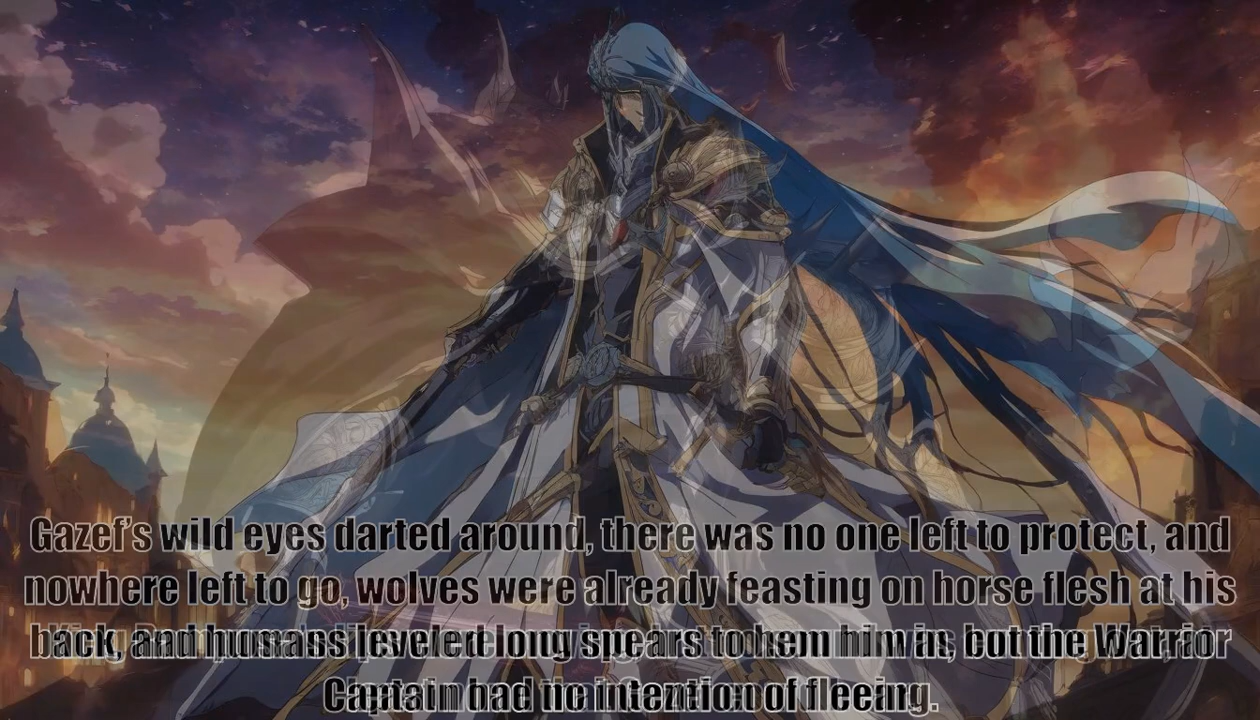 Gazef's wild eyes darted around, there was no one left to protect, and
nowhere left to go, wolves were already feasting on horse flesh at his
back, and humans leveled long spears to hem him in, but the Warrior
Captain had no intention of fleeing.